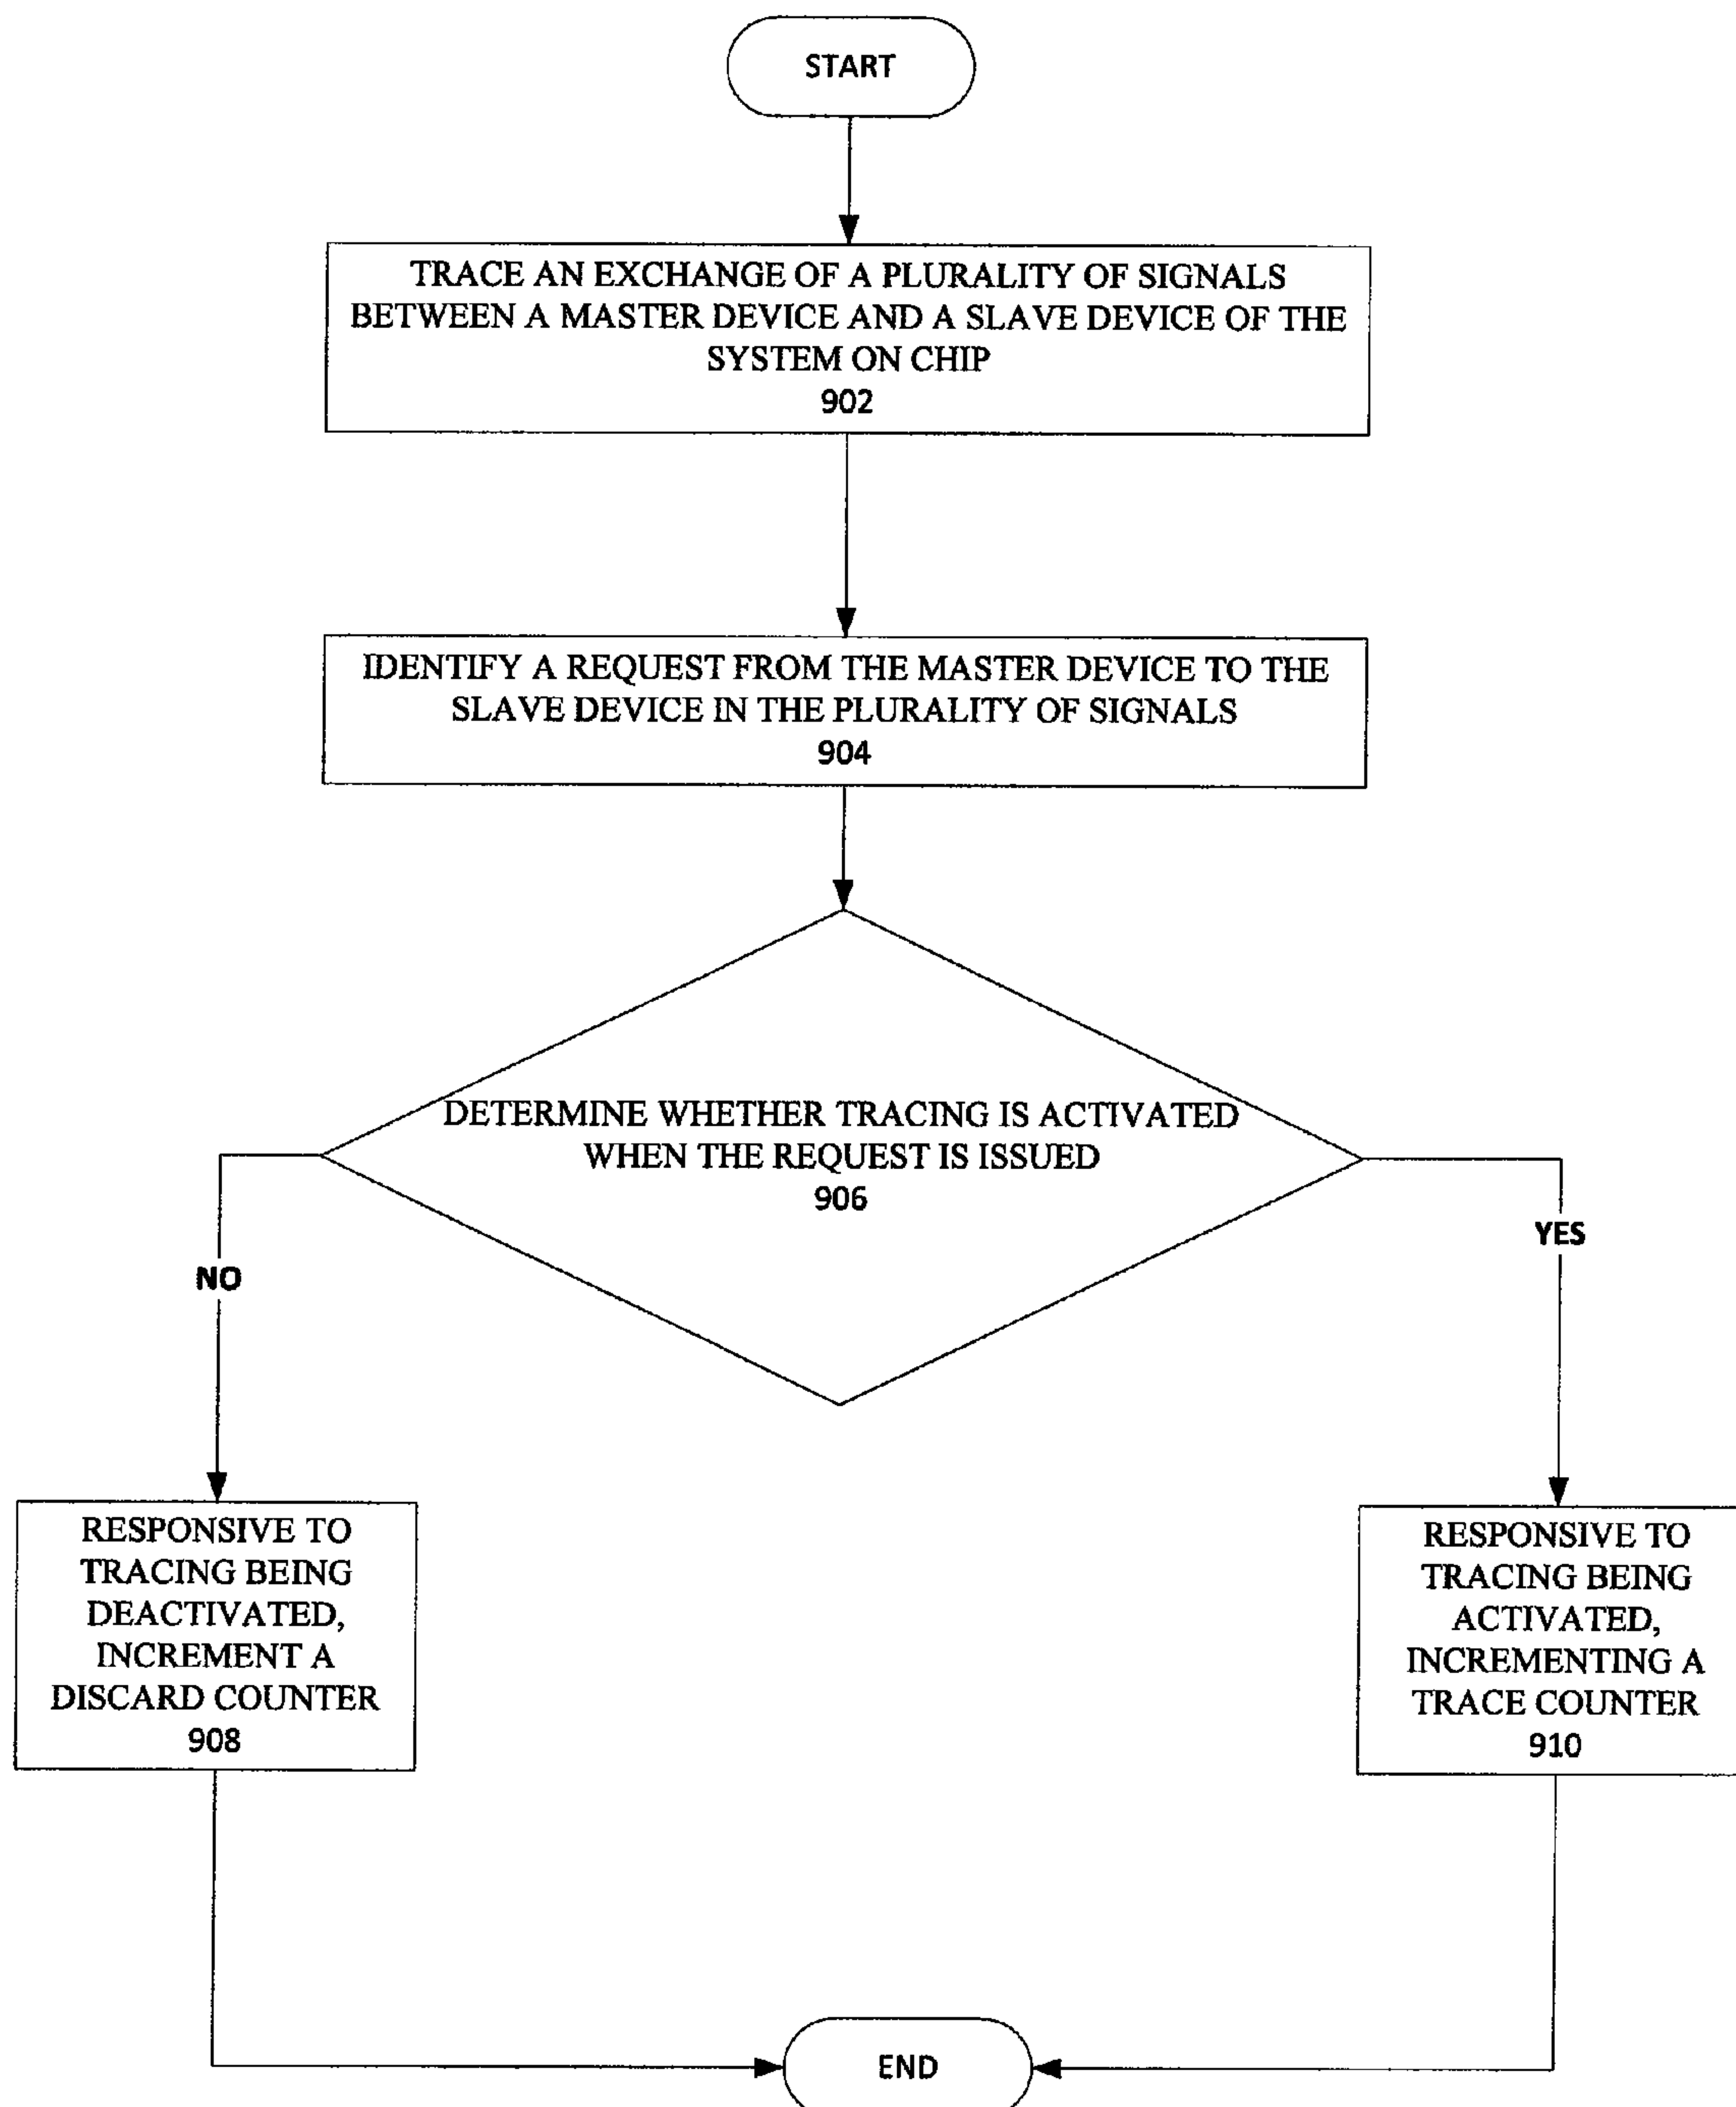 START
TRACE AN EXCHANGE OF A PLURALITY OF SIGNALS
BETWEEN A MASTER DEVICE AND A SLAVE DEVICE OF THE
SYSTEM ON CHIP
902
IDENTIFY A REQUEST FROM THE MASTER DEVICE TO THE
SLAVE DEVICE IN THE PLURALITY OF SIGNALS
904
DETERMINE WHETHER TRACING IS ACTIVATED
WHEN THE REQUEST IS ISSUED
906
NO
YES
RESPONSIVE TO
TRACING BEING
DEACTIVATED,
INCREMENT A
DISCARD COUNTER
908
RESPONSIVE TO
TRACING BEING
ACTIVATED,
INCREMENTING A
TRACE COUNTER
910
END